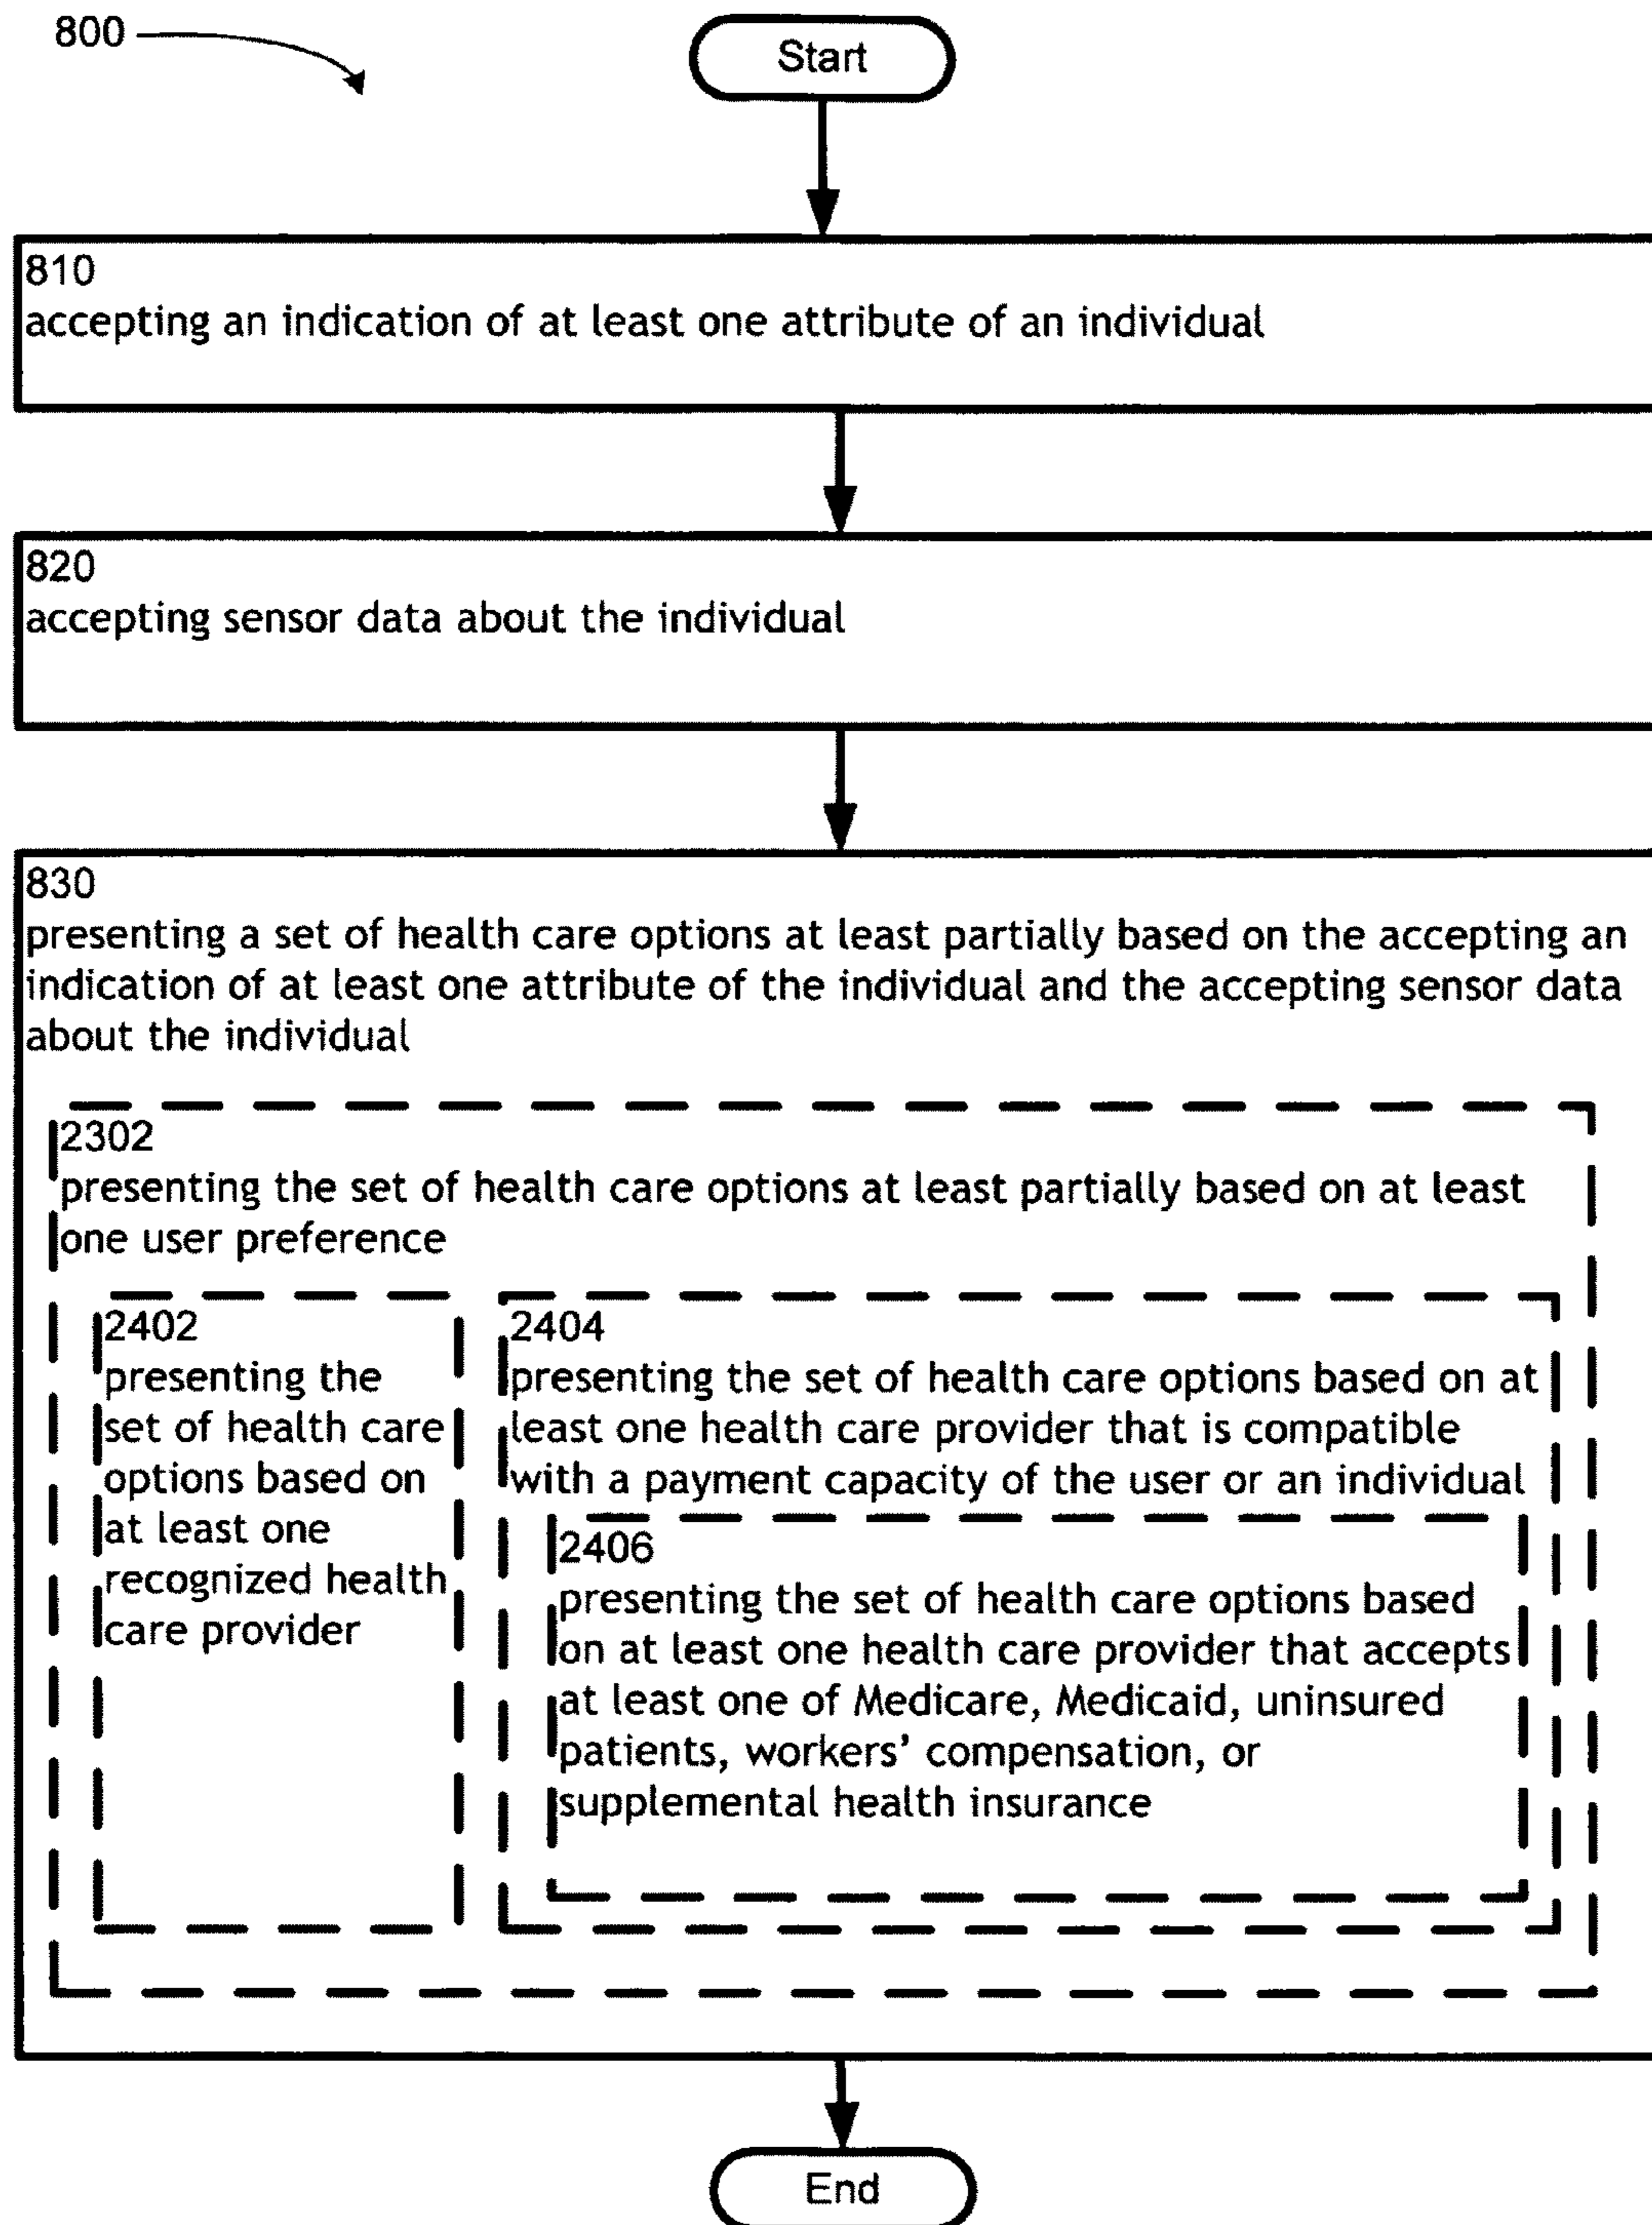 800
Start
810
accepting an indication of at least one attribute of an individual
820
accepting sensor data about the individual
830
presenting a set of health care options at least partially based on the accepting an
indication of at least one attribute of the individual and the accepting sensor data
about the individual
2302
presenting the set of health care options at least partially based on at least
one user preference
2402
presenting the
set of health care
options based on
at least one
recognized health
care provider
2404
presenting the set of health care options based on at
least one health care provider that is compatible
with a payment capacity of the user or an individual
2406
presenting the set of health care options based
on at least one health care provider that accepts
at least one of Medicare, Medicaid, uninsured
patients, workers’ compensation, or
supplemental health insurance
End